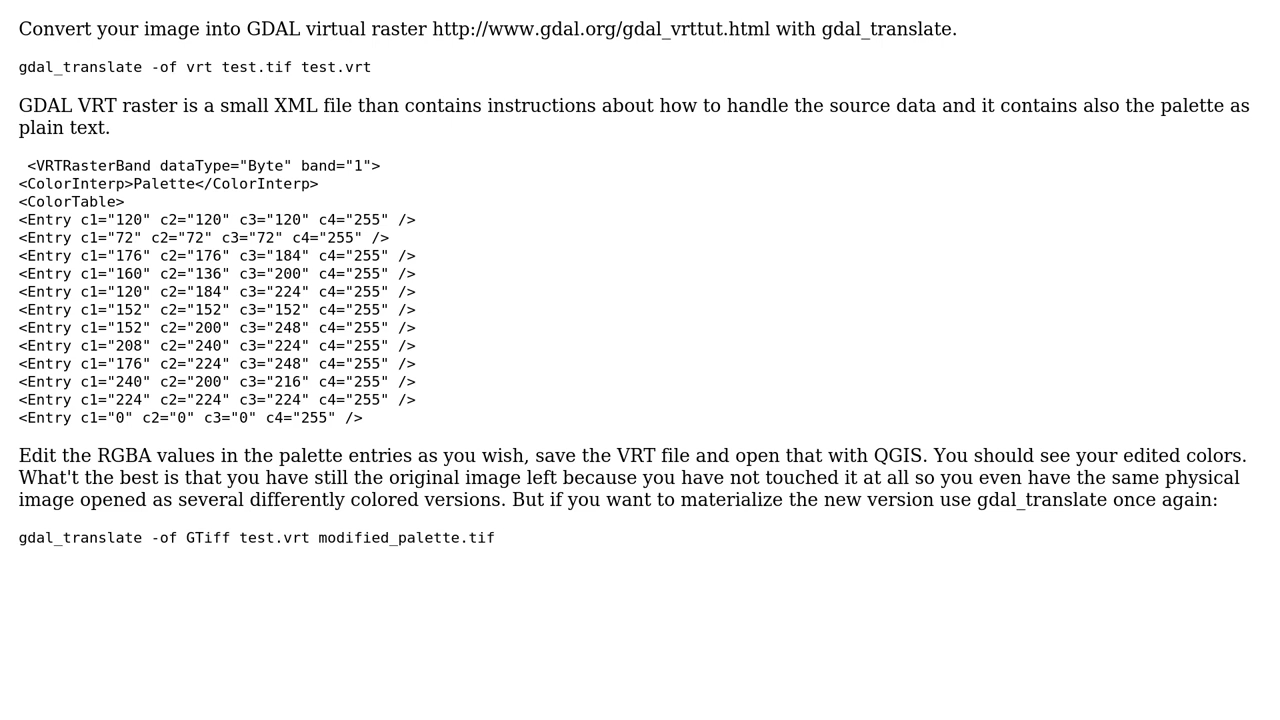 Convert your image into GDAL virtual raster http://www.gdal.org/gdal_vrttut.html with gdal_translate.
gdal_translate -of vrt test.tif test.vrt
GDAL VRT raster is a small XML file than contains instructions about how to handle the source data and it contains also the palette as
plain text.
<VRTRasterBand dataType="Byte" band="1">
<ColorInterp>Palette</ColorInterp>
<ColorTable>
<Entry c1="120" c2="120" c3="120" c4="255" />
<Entry c1="72" c2="72" c3="72" c4="255" />
<Entry c1="176" c2="176" c3="184" c4="255" />
<Entry c1="160" c2="136" c3="200" c4="255" />
<Entry c1="120" c2="184" c3="224" c4="255" />
<Entry c1="152" c2="152" c3="152" c4="255" />
<Entry c1="152" c2="200" c3="248" c4="255" />
<Entry c1="208" c2="240" c3="224" c4="255" />
<Entry c1="176" c2="224" c3="248" c4="255" />
<Entry c1="240" c2="200" c3="216" c4="255" />
<Entry c1="224" c2="224" c3="224" c4="255" />
<Entry c1="0" c2="0" c3="0" c4="255" />
Edit the RGBA values in the palette entries as you wish, save the VRT file and open that with QGIS. You should see your edited colors.
What's the best is that you have still the original image left because you have not touched it at all so you even have the same physical
image opened as several differently colored versions. But if you want to materialize the new version use gdal_translate once again:
gdal_translate -of GTiff test.vrt modified_palette.tif